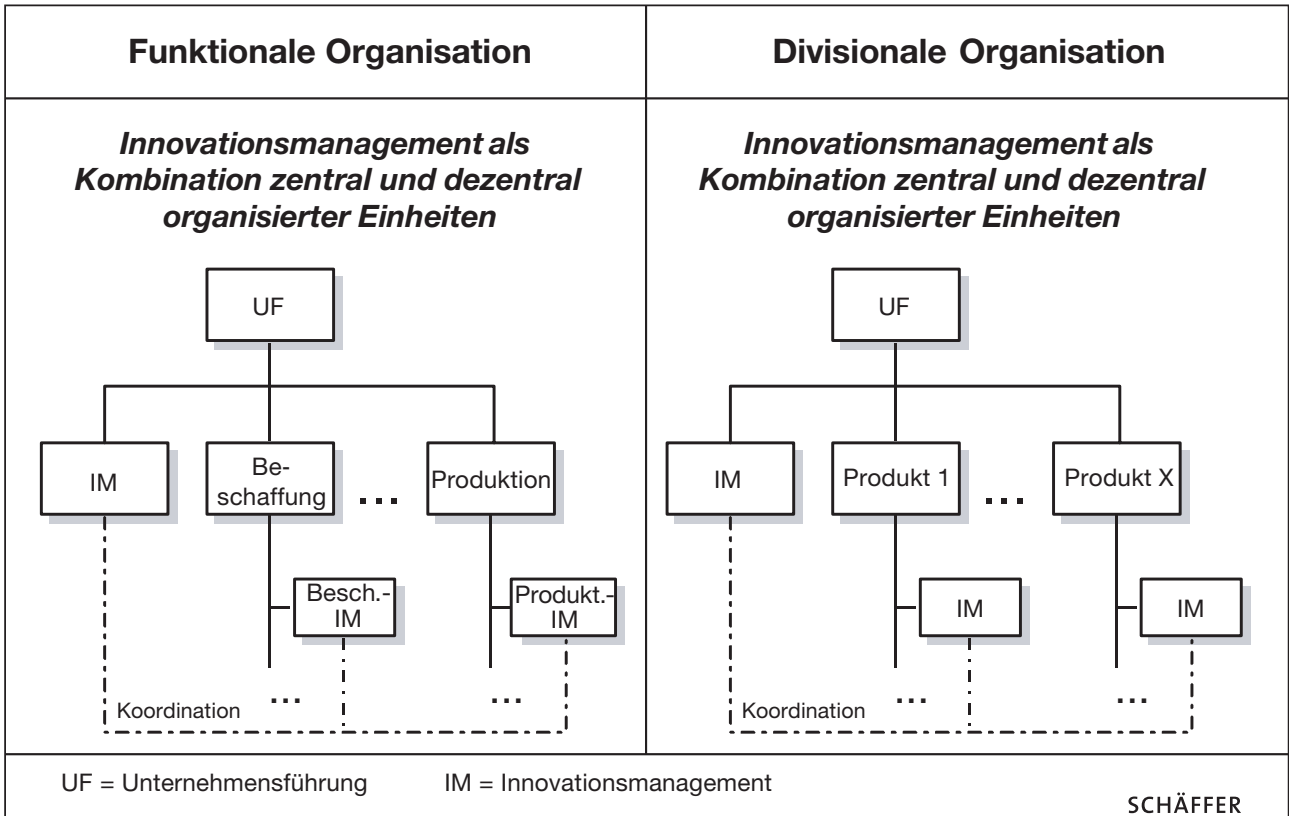 Funktionale Organisation
Divisionale Organisation
Innovationsmanagement als
Kombination zentral und dezentral
organisierter Einheiten
UF
IM
Be-
schaffung
...
Produktion
Besch.-
IM
Produkt.-
IM
...
...
Koordination
Innovationsmanagement als
Kombination zentral und dezentral
organisierter Einheiten
UF
IM
Produkt 1
...
Produkt X
IM
IM
...
...
Koordination
UF = Unternehmensführung IM = Innovationsmanagement
SCHÄFFER